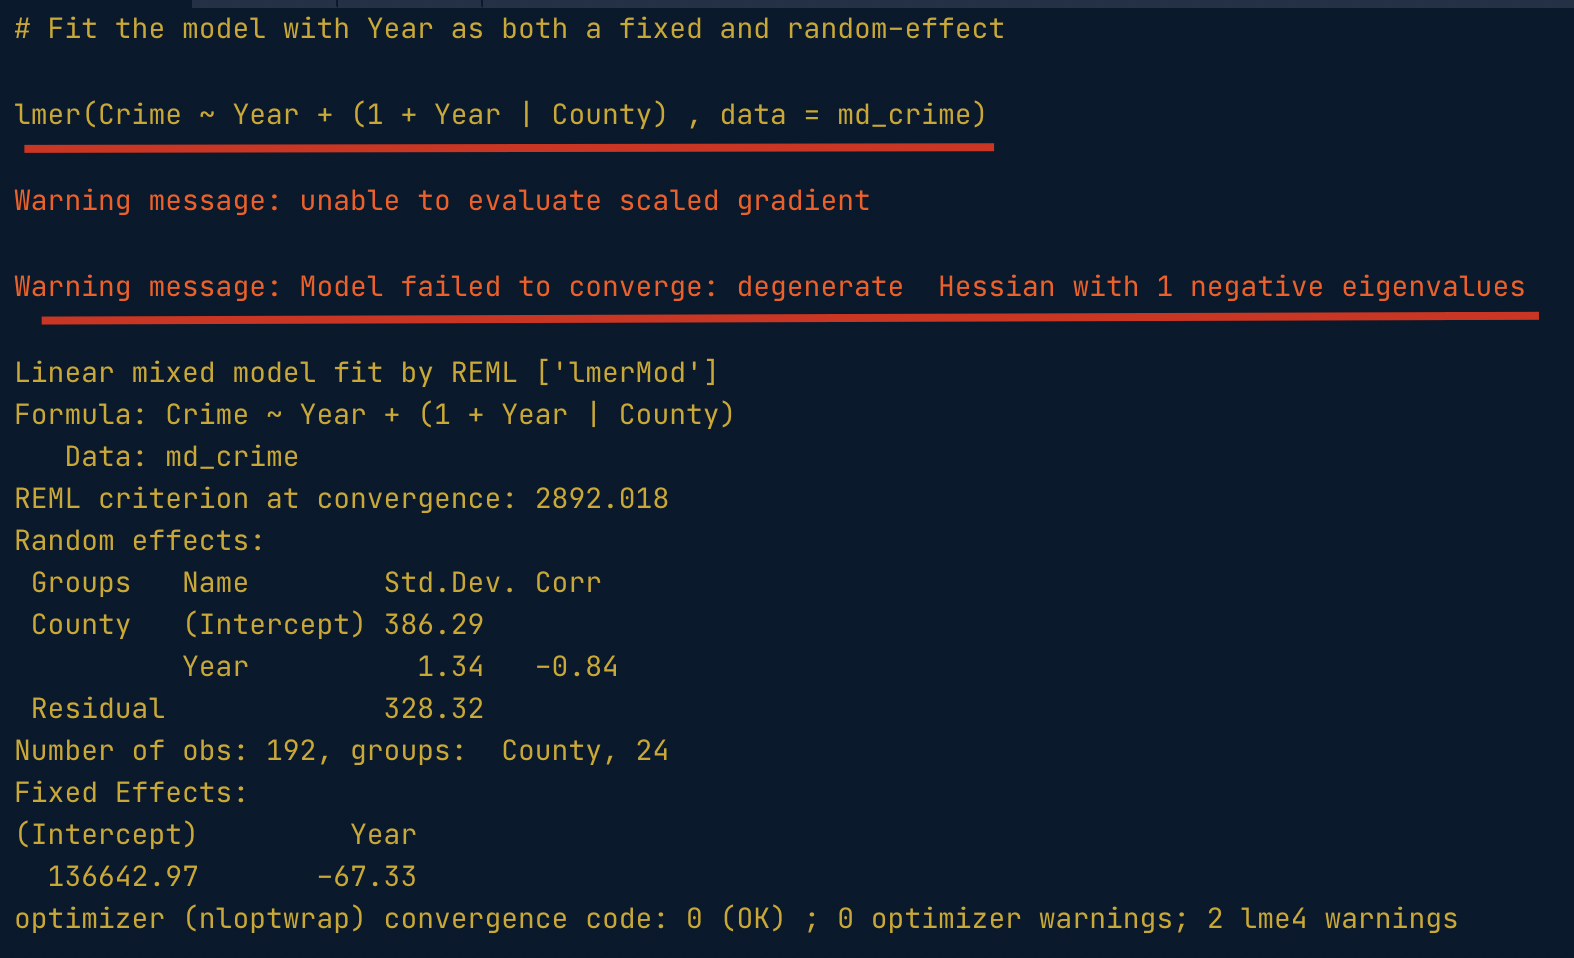 # Fit the model with Year as both a fixed and random-effect
lmer(Crime ~ Year + (1 + Year | County) , data = md_crime)
Warning message: unable to evaluate scaled gradient
Warning message: Model failed to converge: degenerate  Hessian with 1 negative eigenvalues
Linear mixed model fit by REML ['lmerMod']
Formula: Crime ~ Year + (1 + Year | County)
   Data: md_crime
REML criterion at convergence: 2892.018
Random effects:
 Groups   Name        Std.Dev. Corr
 County   (Intercept) 386.29
          Year          1.34   -0.84
 Residual             328.32
Number of obs: 192, groups:  County, 24
Fixed Effects:
(Intercept)         Year
  136642.97       -67.33
optimizer (nloptwrap) convergence code: 0 (OK) ; 0 optimizer warnings; 2 lme4 warnings